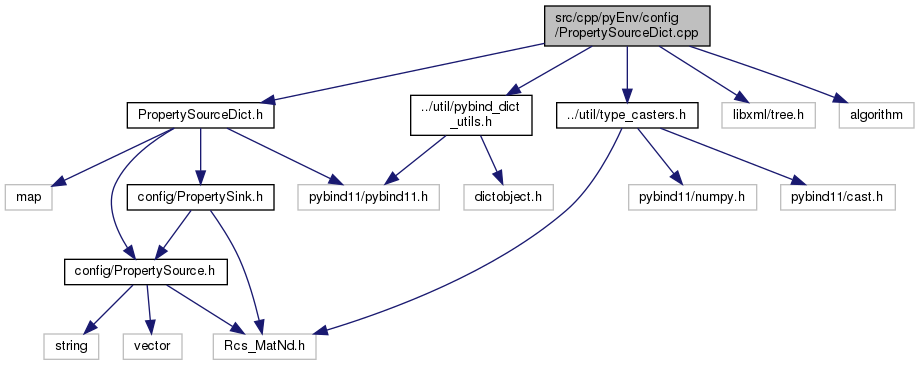 src/cpp/pyEnv/config
/PropertySourceDict.cpp
PropertySourceDict.h
../util/pybind_dict
_utils.h
../util/type_casters.h
libxml/tree.h
algorithm
map
config/PropertySink.h
pybind11/pybind11.h
dictobject.h
pybind11/numpy.h
pybind11/cast.h
config/PropertySource.h
string
vector
Rcs_MatNd.h